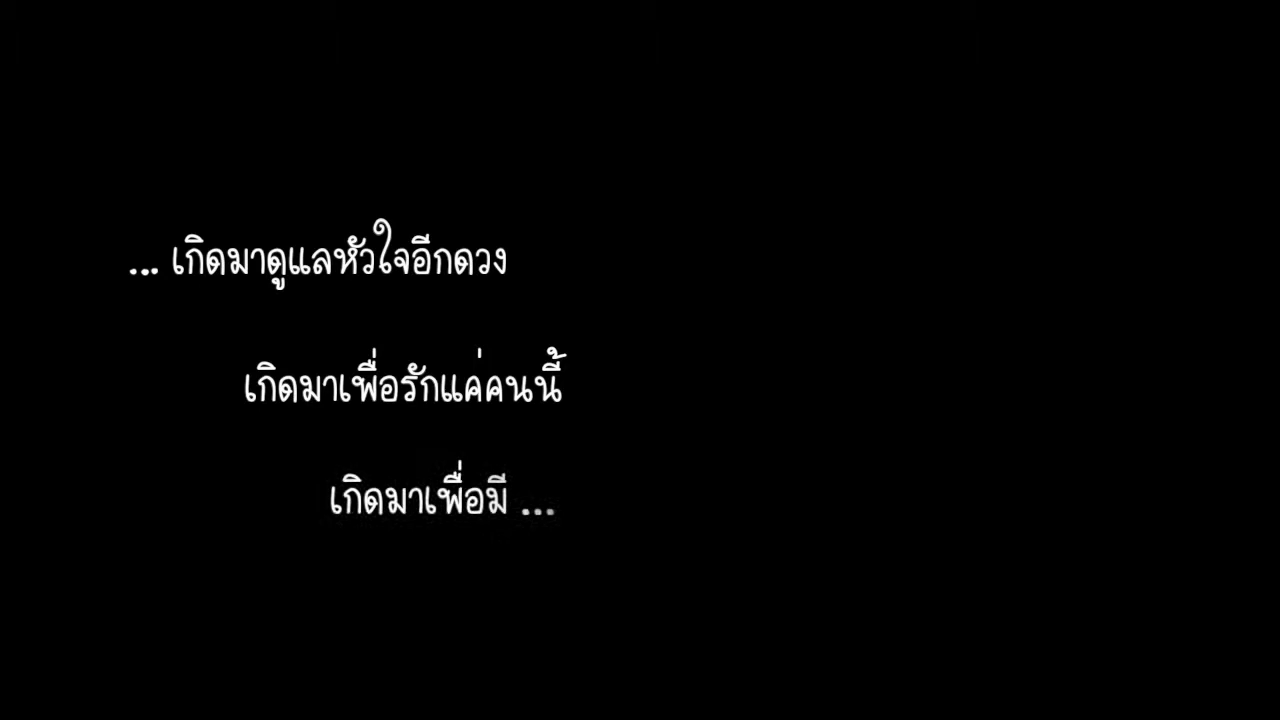 ... เกิดมาดูแลหัวใจอีกดวง
เกิดมาเพื่อรักแค่คนนี้
เกิดมาเพื่อมี ...